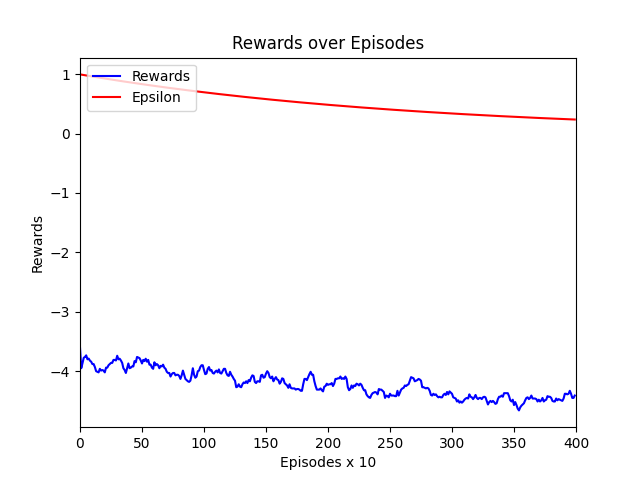 Rewards over Episodes
Rewards
Epsilon
1
0
−1
−2
−3
−4
Rewards
0 50 100 150 200 250 300 350 400
Episodes x 10